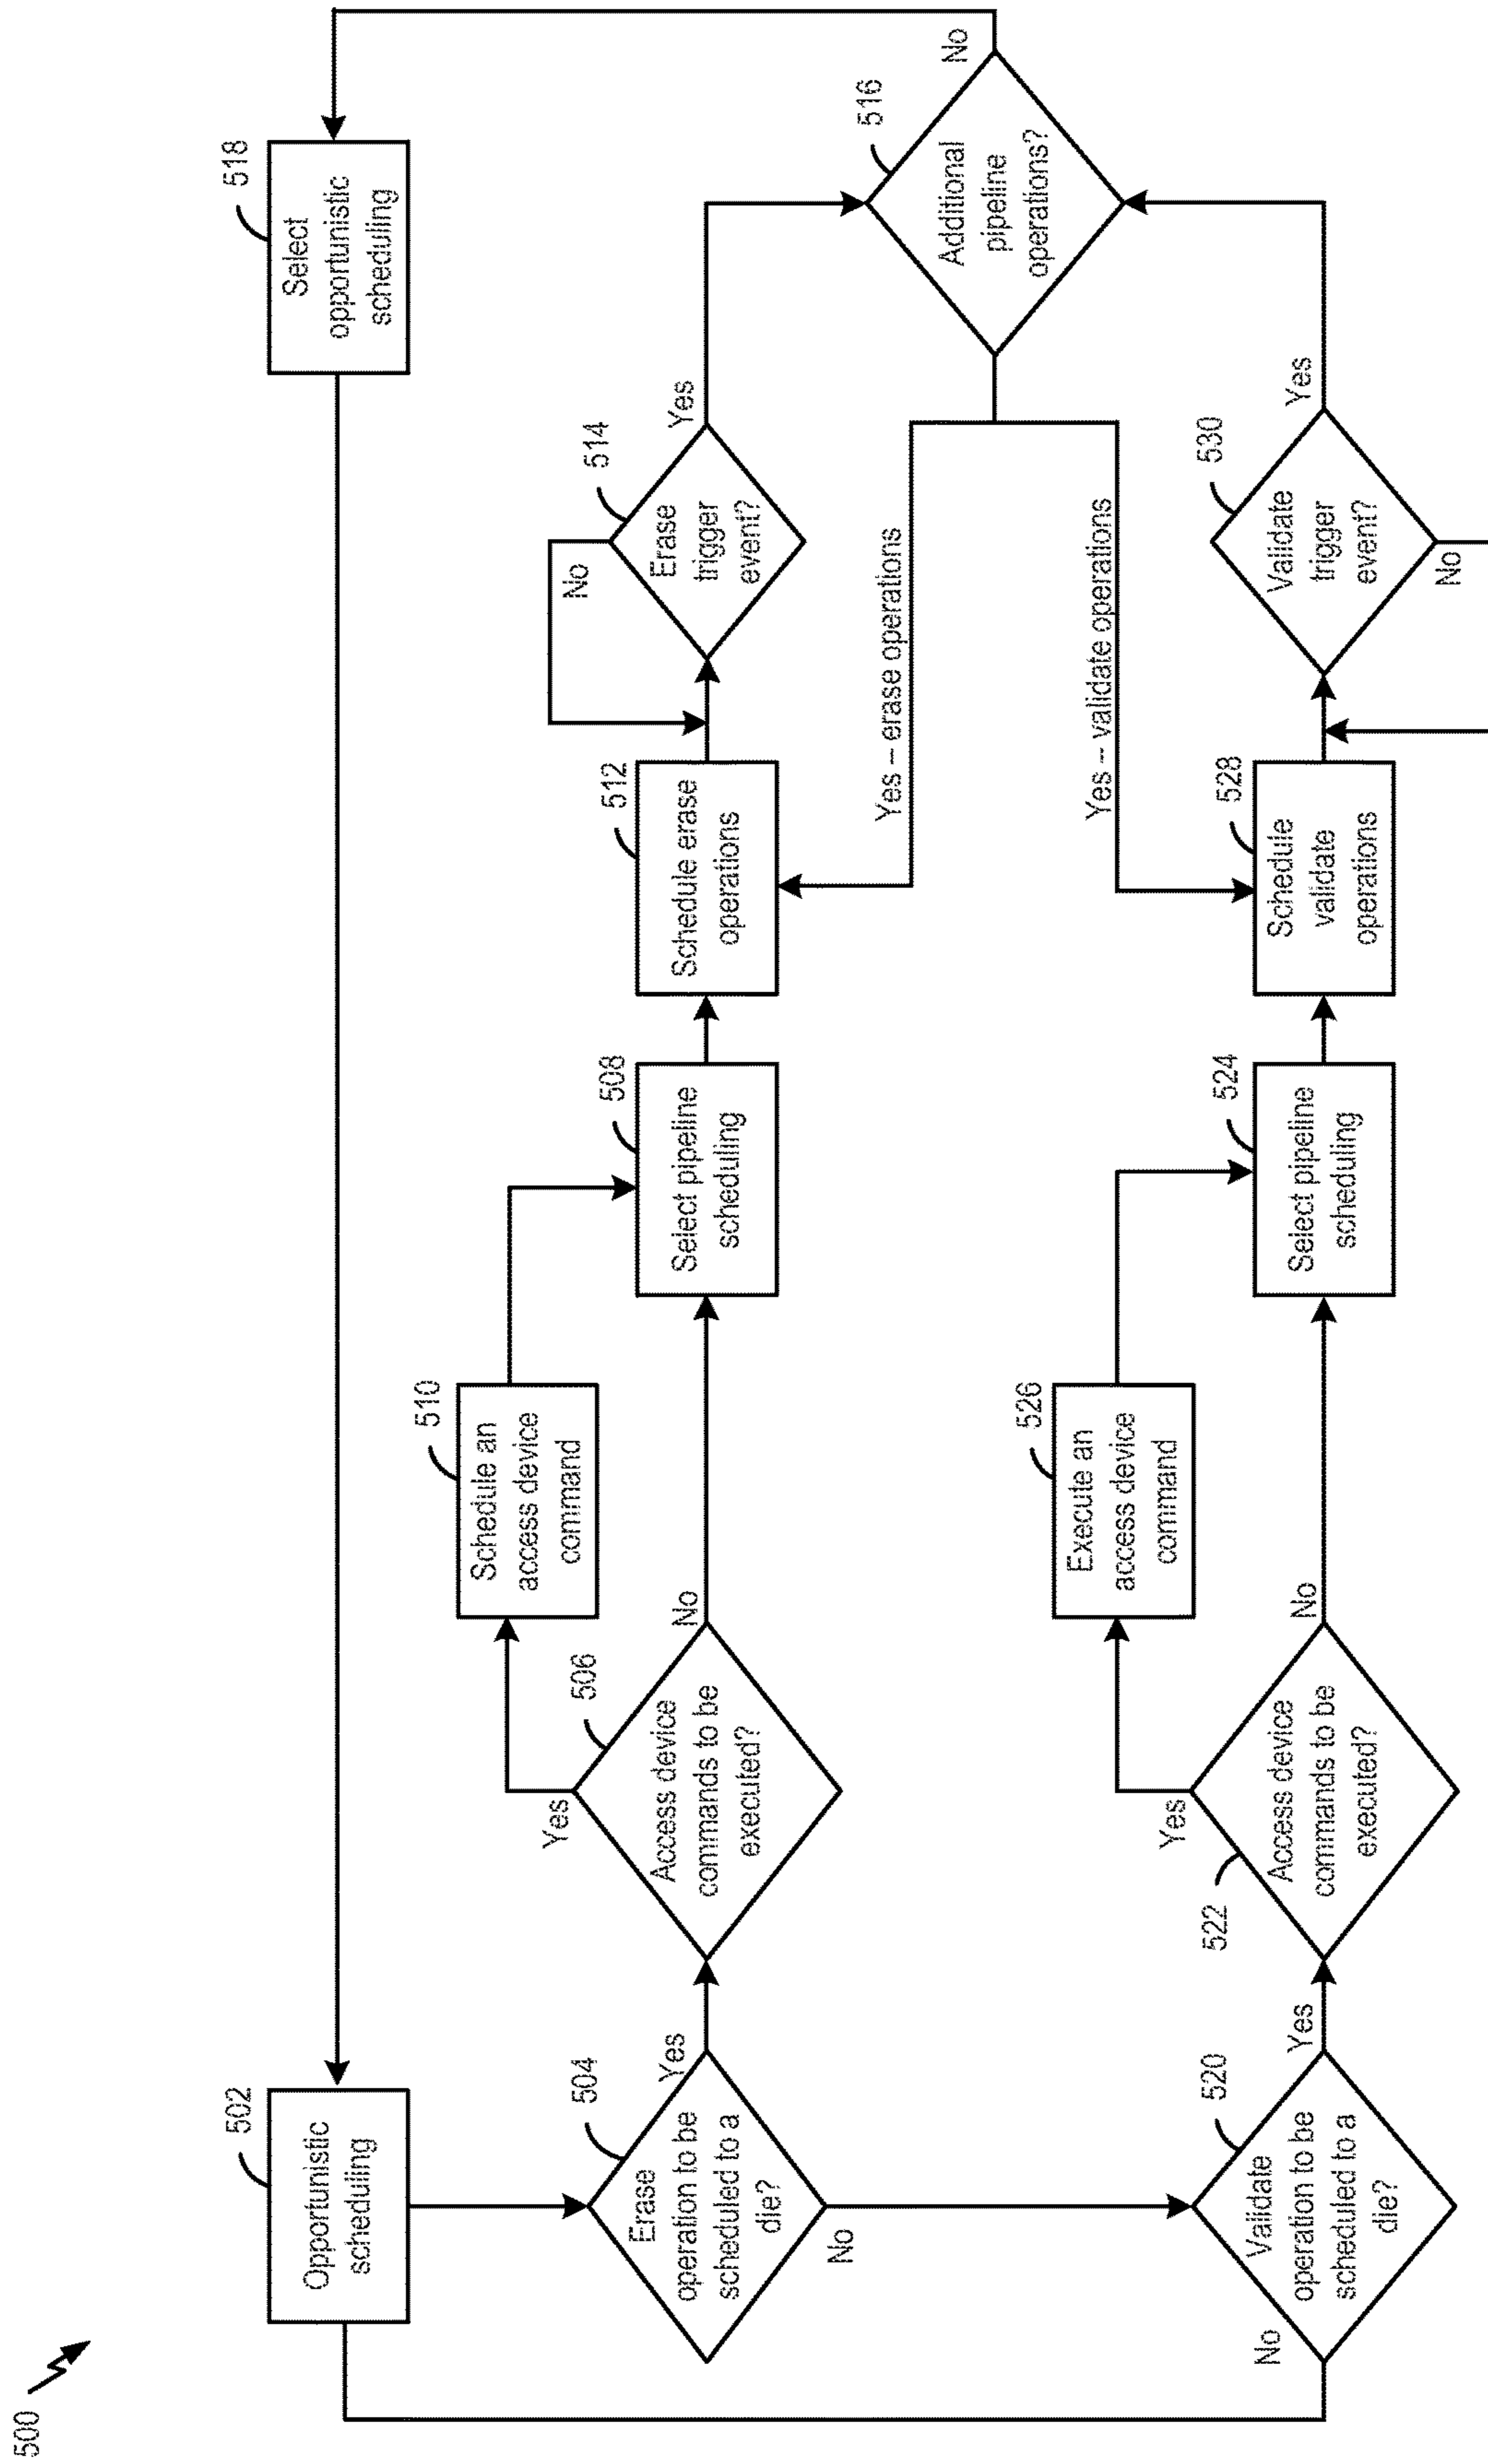 500
502
Opportunistic
scheduling
518
Select
opportunistic
scheduling
504
Erase
operation to be
scheduled to a
die?
Yes
No
506
Access device
commands to be
executed?
Yes
No
510
Schedule an
access device
command
508
Select pipeline
scheduling
512
Schedule erase
operations
514
Erase
trigger
event?
No
Yes
516
Additional
pipeline
operations?
No
Yes -- erase operations
Yes -- validate operations
520
Validate
operation to be
scheduled to a
die?
No
Yes
522
Access device
commands to be
executed?
Yes
No
526
Execute an
access device
command
524
Select pipeline
scheduling
528
Schedule
validate
operations
530
Validate
trigger
event?
Yes
No